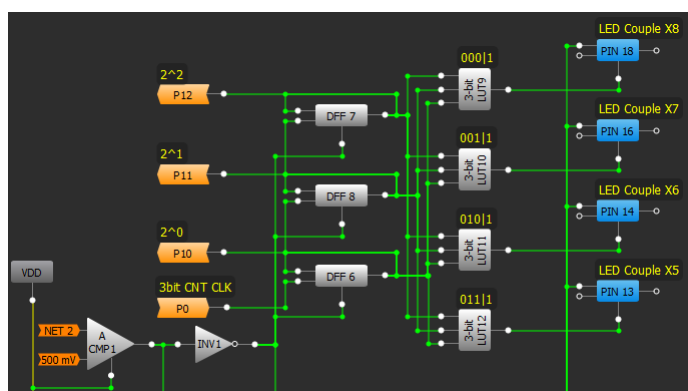 LED Couple X8
000|1
PIN 18
2^2
3-bit
LUT9
P12
DFF 7
LED Couple X7
001|1
PIN 16
2^1
3-bit
LUT10
P11
DFF 8
LED Couple X6
010|1
PIN 14
2^0
3-bit
LUT11
P10
VDD
DFF 6
LED Couple X5
3bit CNT CLK
011|1
PIN 13
P0
3-bit
LUT12
NET 2
A
CMP1
INV1
500 mV